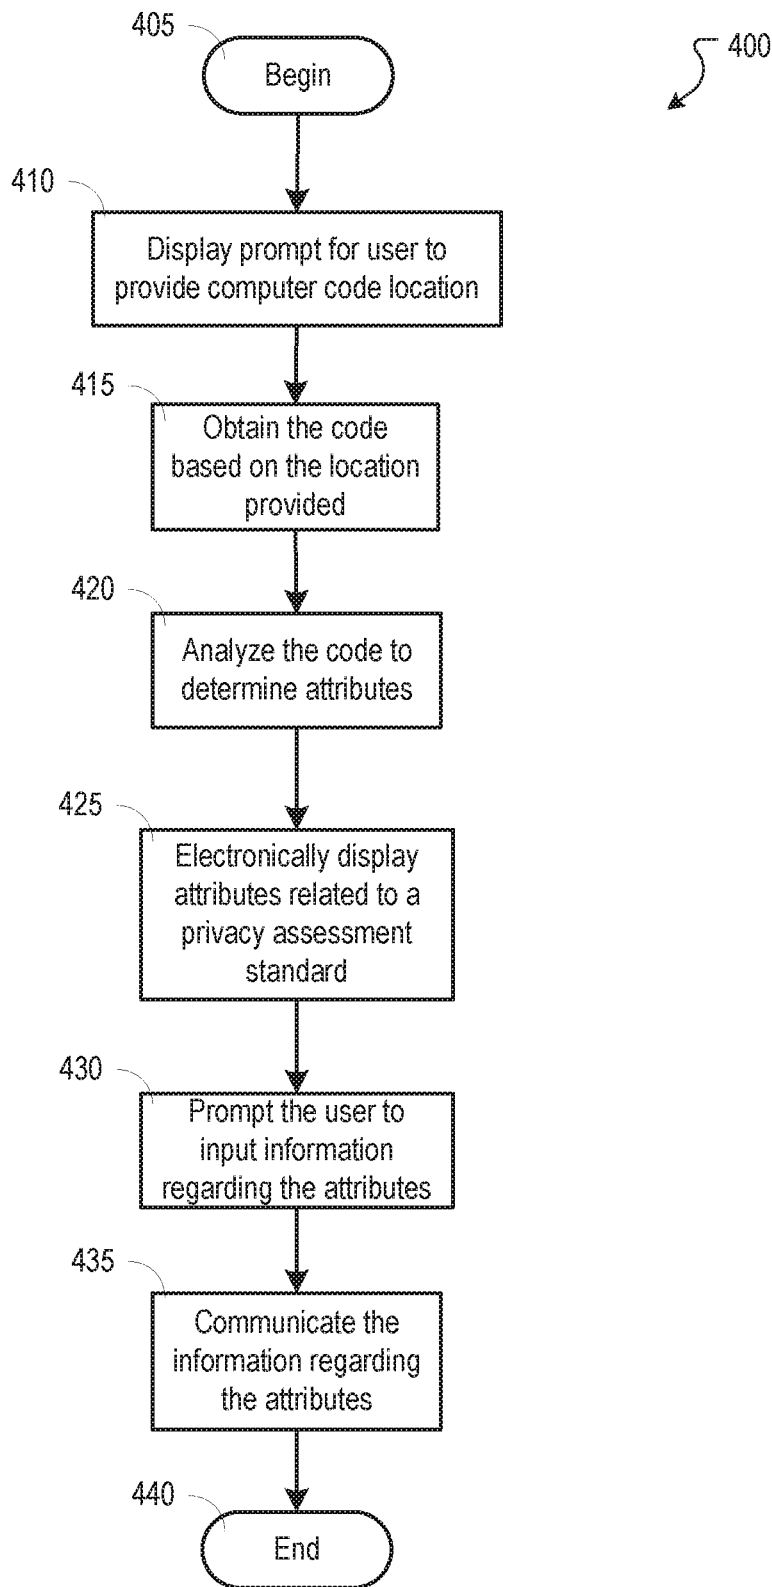 405
Begin
400
410
Display prompt for user to
provide computer code location
415
Obtain the code
based on the location
provided
420
Analyze the code to
determine attributes
425
Electronically display
attributes related to a
privacy assessment
standard
430
Prompt the user to
input information
regarding the attributes
435
Communicate the
information regarding
the attributes
440
End